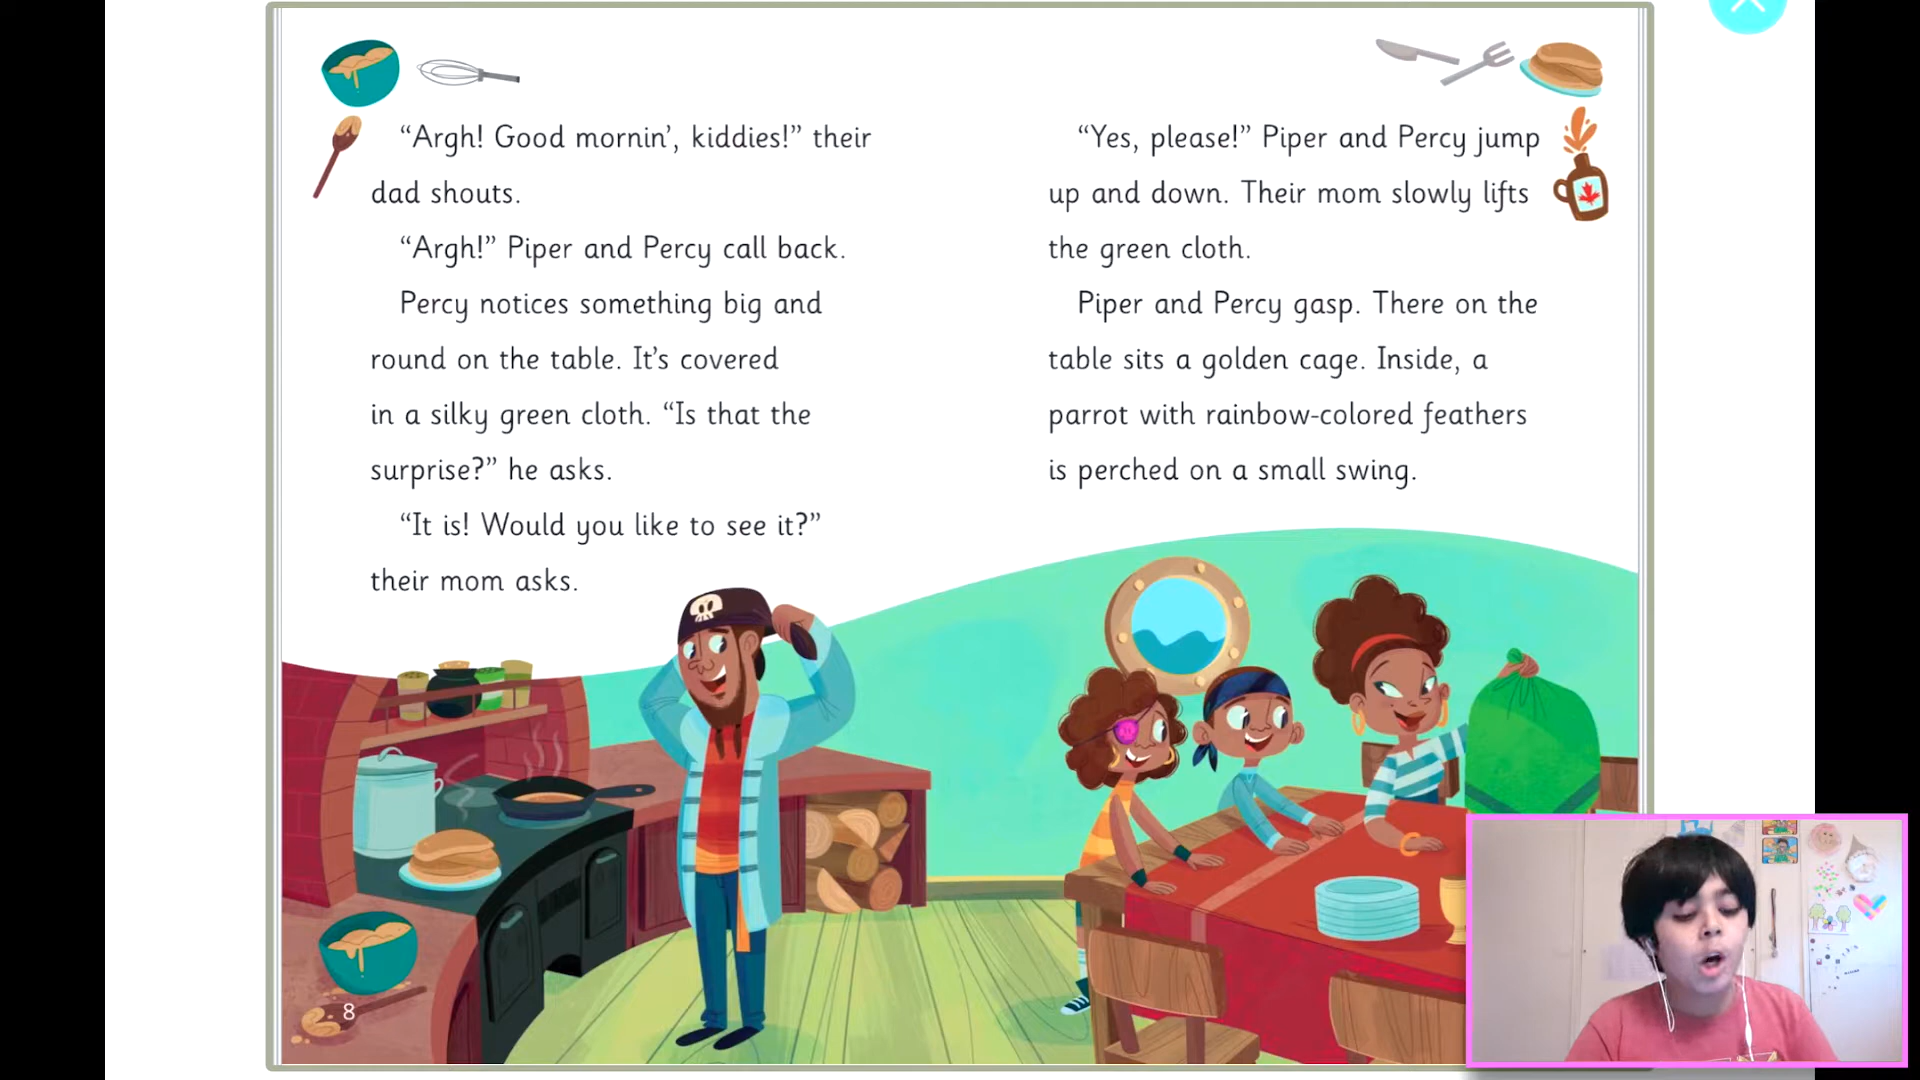 “Argh! Good mornin’, kiddies!” their
dad shouts.
“Argh!” Piper and Percy call back.
Percy notices something big and
round on the table. It’s covered
in a silky green cloth. “Is that the
surprise?” he asks.
“It is! Would you like to see it?”
their mom asks.
8
“Yes, please!” Piper and Percy jump
up and down. Their mom slowly lifts
the green cloth.
Piper and Percy gasp. There on the
table sits a golden cage. Inside, a
parrot with rainbow-colored feathers
is perched on a small swing.